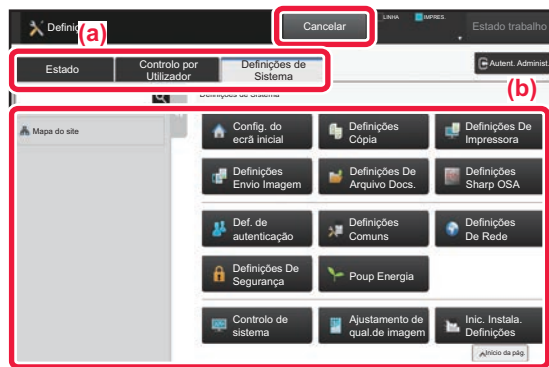 Definiç
(a)
Cancelar
LINHA
IMPRES.
Estado trabalho
Estado
Controlo por
Utilizador
Definições de
Sistema
Autent. Administ.
(b)
Definições de Sistema
Mapa do site
Config. do
ecrã inicial
Definições
Cópia
Definições De
Impressora
Definições
Envio Imagem
Definições De
Arquivo Docs.
Definições
Sharp OSA
Def. de
autenticação
Definições
Comuns
Definições
De Rede
Definições De
Segurança
Poup Energia
Controlo de
sistema
Ajustamento de
qual.de imagem
Inic. Instala.
Definições
Início da pág.